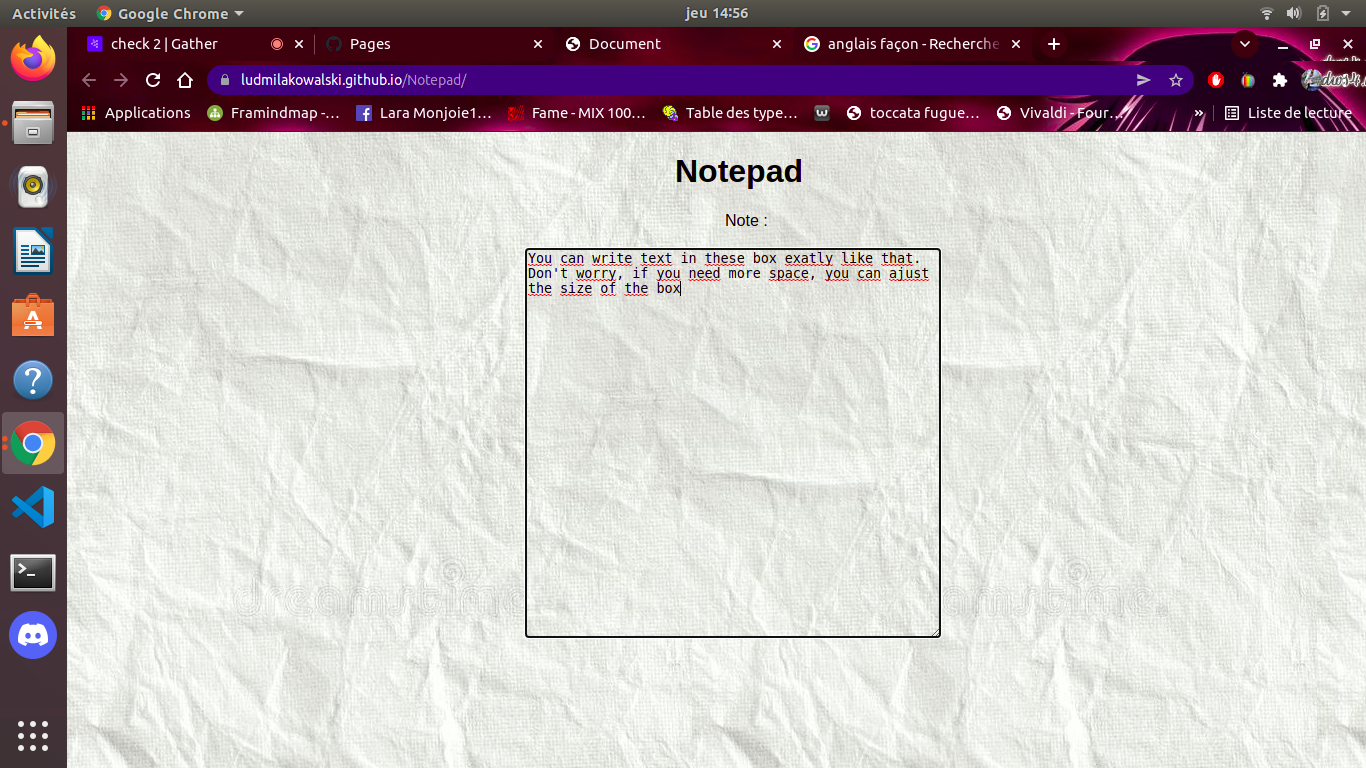 Activités
Google Chrome
jeu 14:56
check 2 | Gather
Pages
Document
anglais façon - Recherche
ludmilakowalski.github.io/Notepad/
Applications
Framindmap -…
Lara Monjoie1…
Fame - MIX 100…
Table des type…
toccata fugue…
Vivaldi - Four…
»
Liste de lecture
Notepad
Note :
You can write text in these box exatly like that.
Don't worry, if you need more space, you can ajust
the size of the box
dreamstime
dreamstime